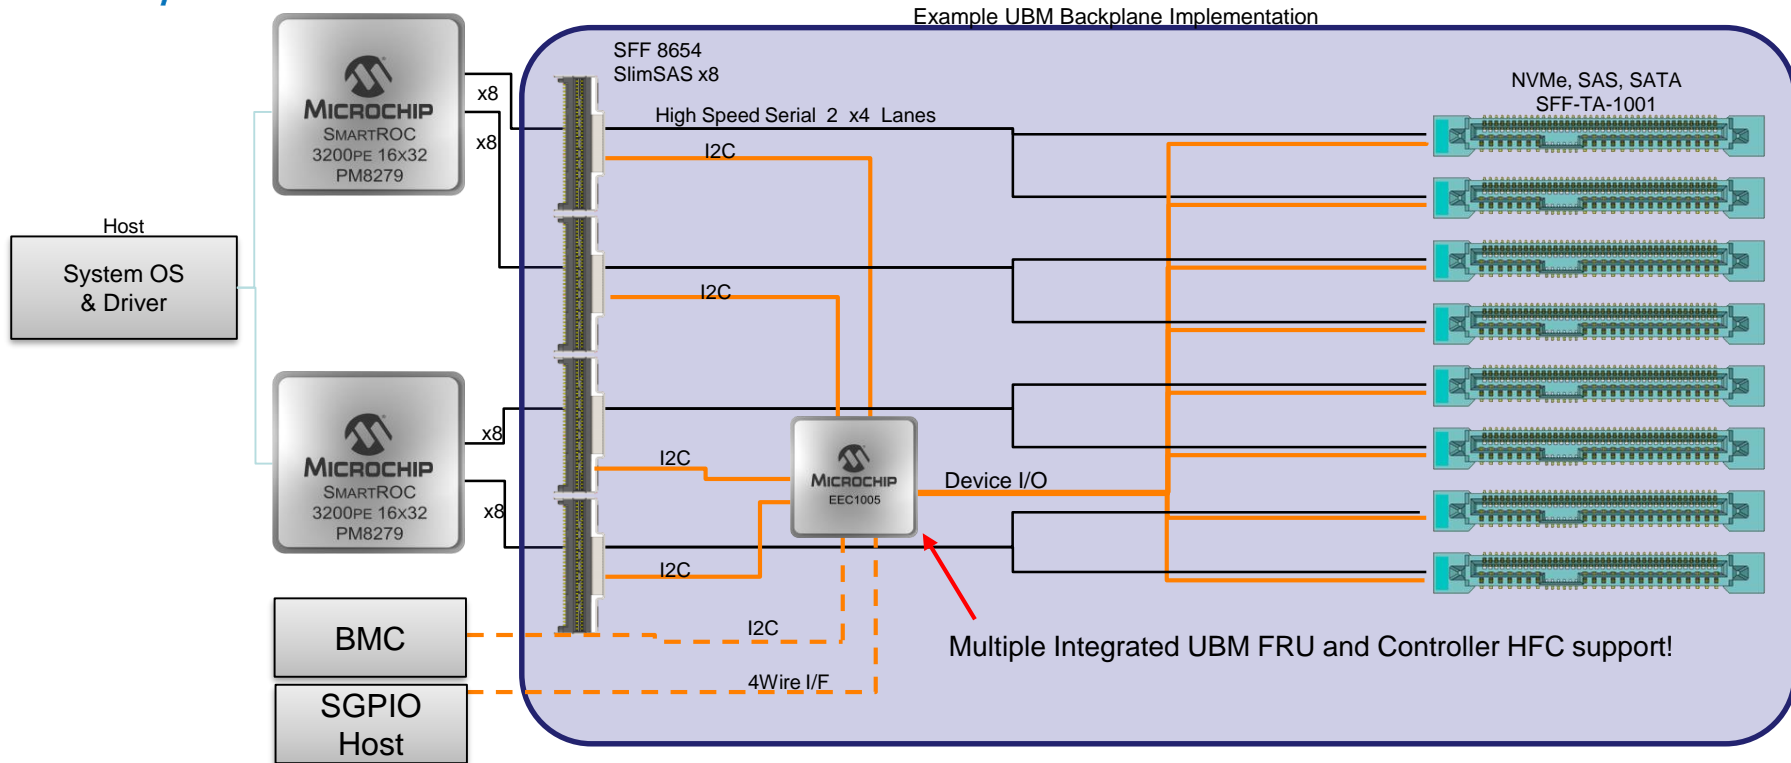 Example UBM Backplane Implementation
SFF 8654
SlimSAS x8
NVMe, SAS, SATA
SFF-TA-1001
MICROCHIP
SMARTROC
3200PE 16X32
PM8279
x8
x8
High Speed Serial 2 x4 Lanes
I2C
Host
System OS
& Driver
I2C
MICROCHIP
SMARTROC
3200PE 16X32
PM8279
x8
x8
I2C
MICROCHIP
EEC1005
Device I/O
I2C
BMC
I2C
Multiple Integrated UBM FRU and Controller HFC support!
4Wire I/F
SGPIO
Host